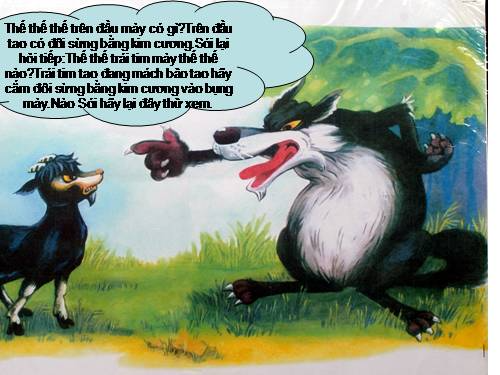 Thế thế thế trên đầu mày có gì?Trên đầu
tao có đôi sừng bằng kim cương.Sói lại
hỏi tiếp:Thế thế trái tim mày thế thế
nào?Trái tim tao đang mách bảo tao hãy
cắm đôi sừng bằng kim cương vào bụng
mày.Nào Sói hãy lại đây thử xem.